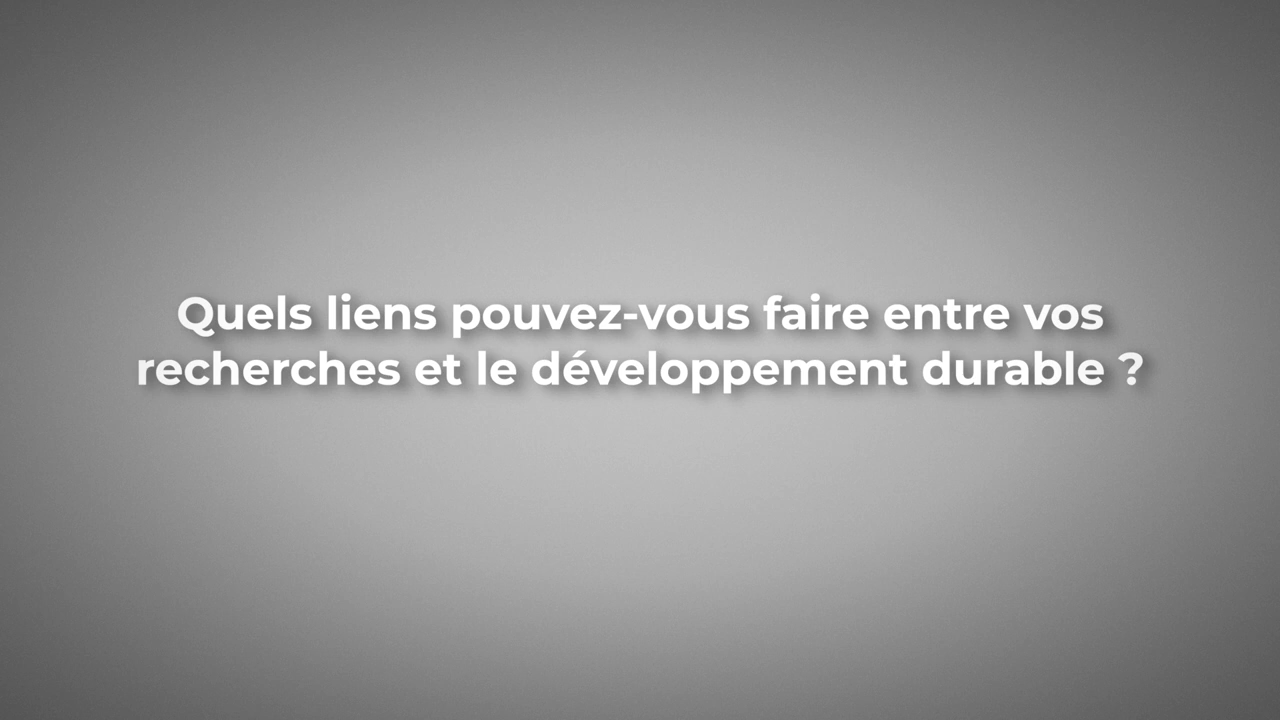 Quels liens pouvez-vous faire entre vos
recherches et le développement durable ?